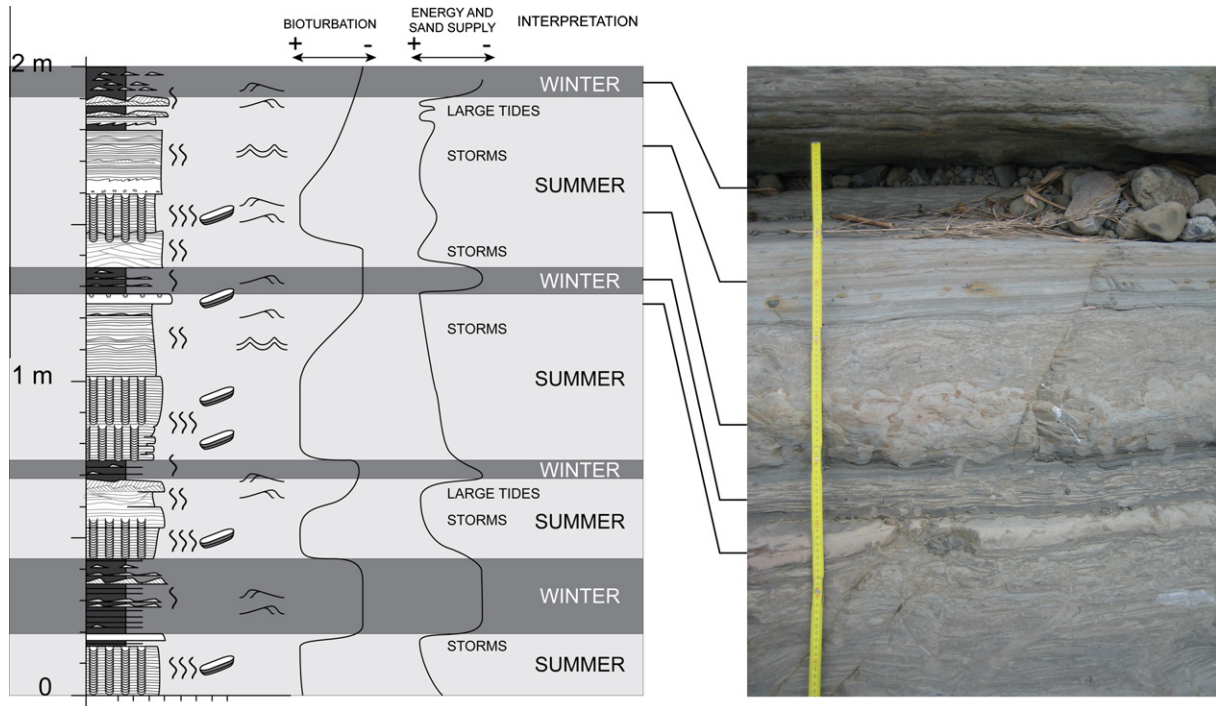 BIOTURBATION
+ -
ENERGY AND
SAND SUPPLY
+ -
INTERPRETATION
2 m
WINTER
LARGE TIDES
STORMS
SUMMER
STORMS
WINTER
STORMS
SUMMER
1 m
WINTER
LARGE TIDES
STORMS
SUMMER
WINTER
STORMS
SUMMER
0